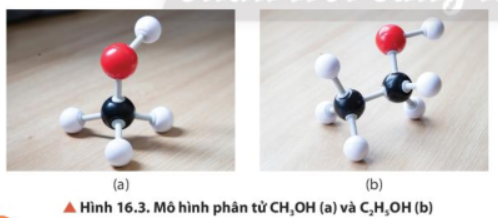 (a)
(b)
▲ Hình 16.3. Mô hình phân tử CH₃OH (a) và C₂H₅OH (b)